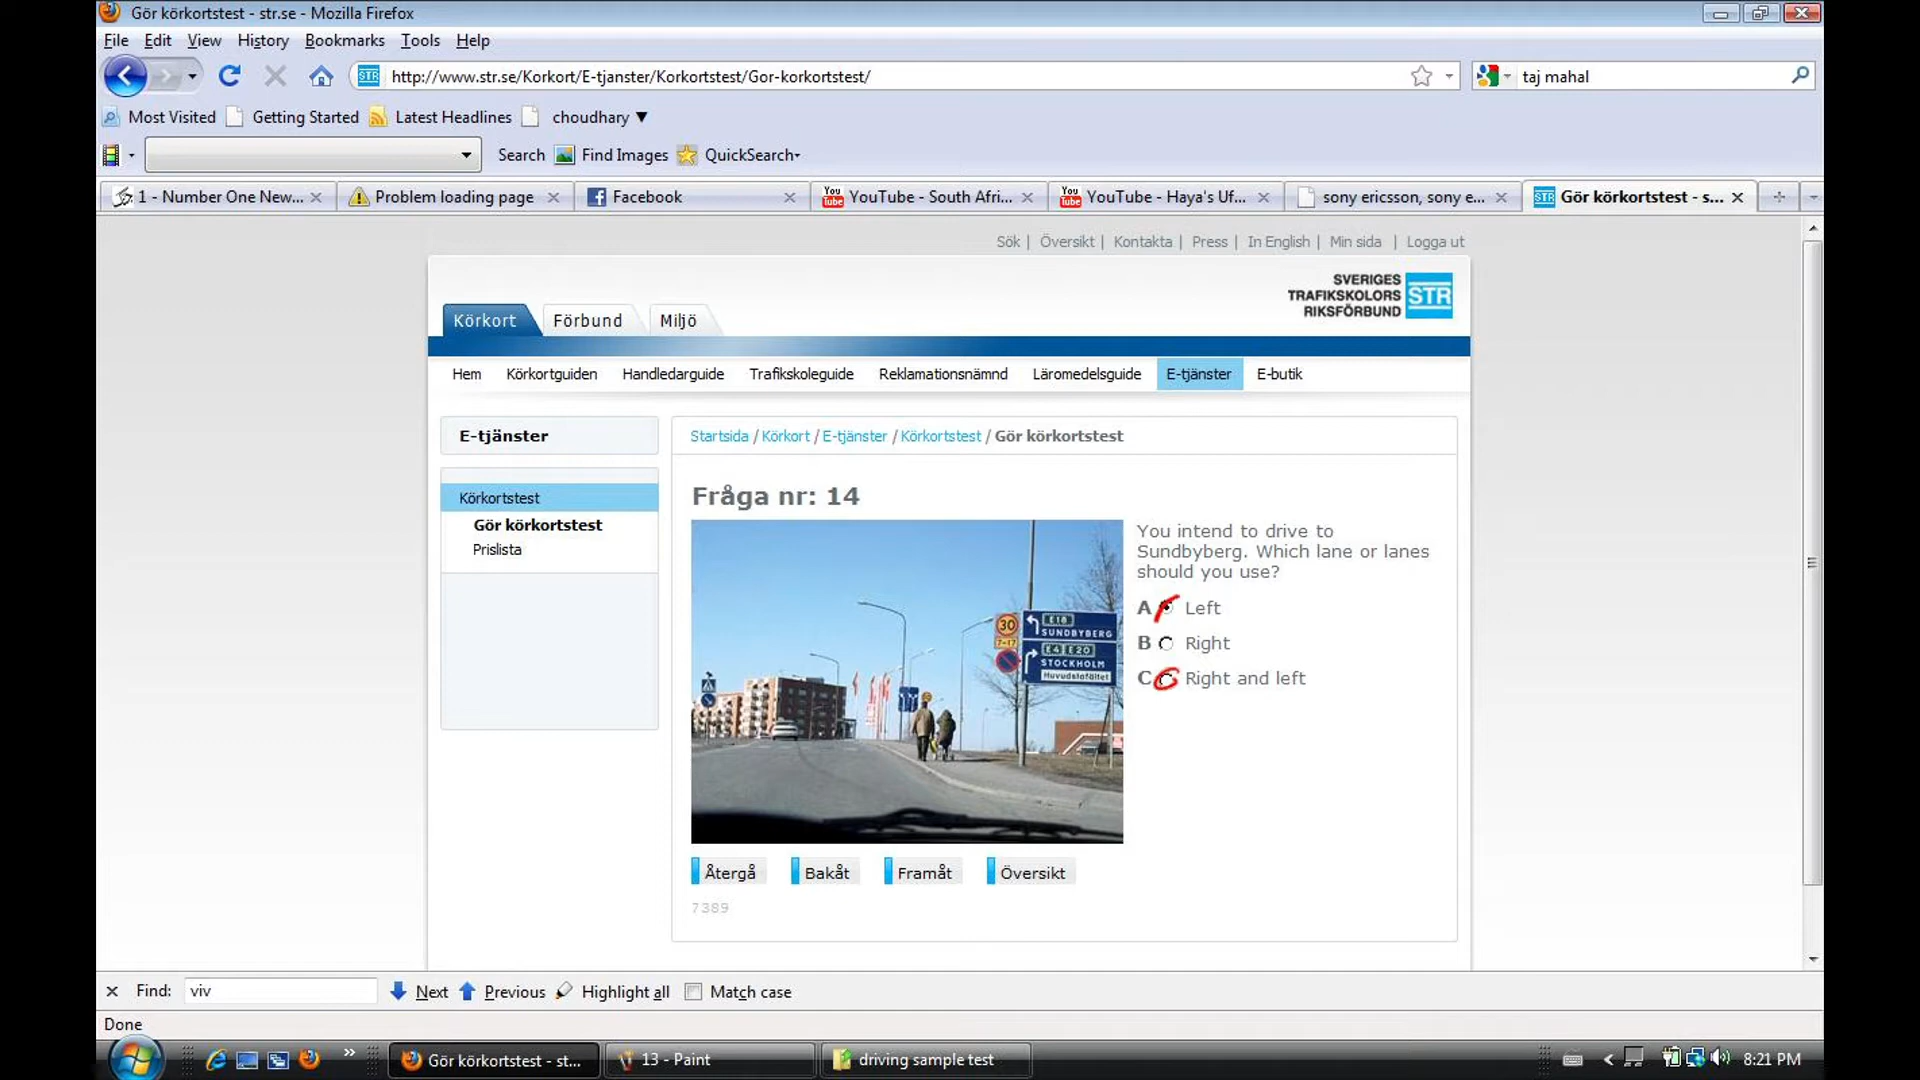 Gör körkortstest - str.se - Mozilla Firefox
File Edit View History Bookmarks Tools Help
http://www.str.se/Korkort/E-tjanster/Korkortstest/Gor-korkortstest/
taj mahal
Most Visited Getting Started Latest Headlines choudhary
Search Find Images QuickSearch
1 - Number One New... Problem loading page Facebook YouTube - South Afri... YouTube - Haya's Uf... sony ericsson, sony e... Gör körkortstest - s...
Sök | Översikt | Kontakta | Press | In English | Min sida | Logga ut
SVERIGES
TRAFIKSKOLORS
RIKSFÖRBUND
STR
Körkort Förbund Miljö
Hem Körkortguiden Handledarguide Trafikskoleguide Reklamationsnämnd Läromedelsguide E-tjänster E-butik
E-tjänster
Startsida / Körkort / E-tjänster / Körkortstest / Gör körkortstest
Körkortstest
Gör körkortstest
Prislista
Fråga nr: 14
30
7-17
E18
SUNDBYBERG
E4 E20
STOCKHOLM
Huvudstafältet
You intend to drive to
Sundbyberg. Which lane or lanes
should you use?
A Left
B Right
C Right and left
Återgå Bakåt Framåt Översikt
7389
Find: viv Next Previous Highlight all Match case
Done
Gör körkortstest - st... 13 - Paint driving sample test 8:21 PM